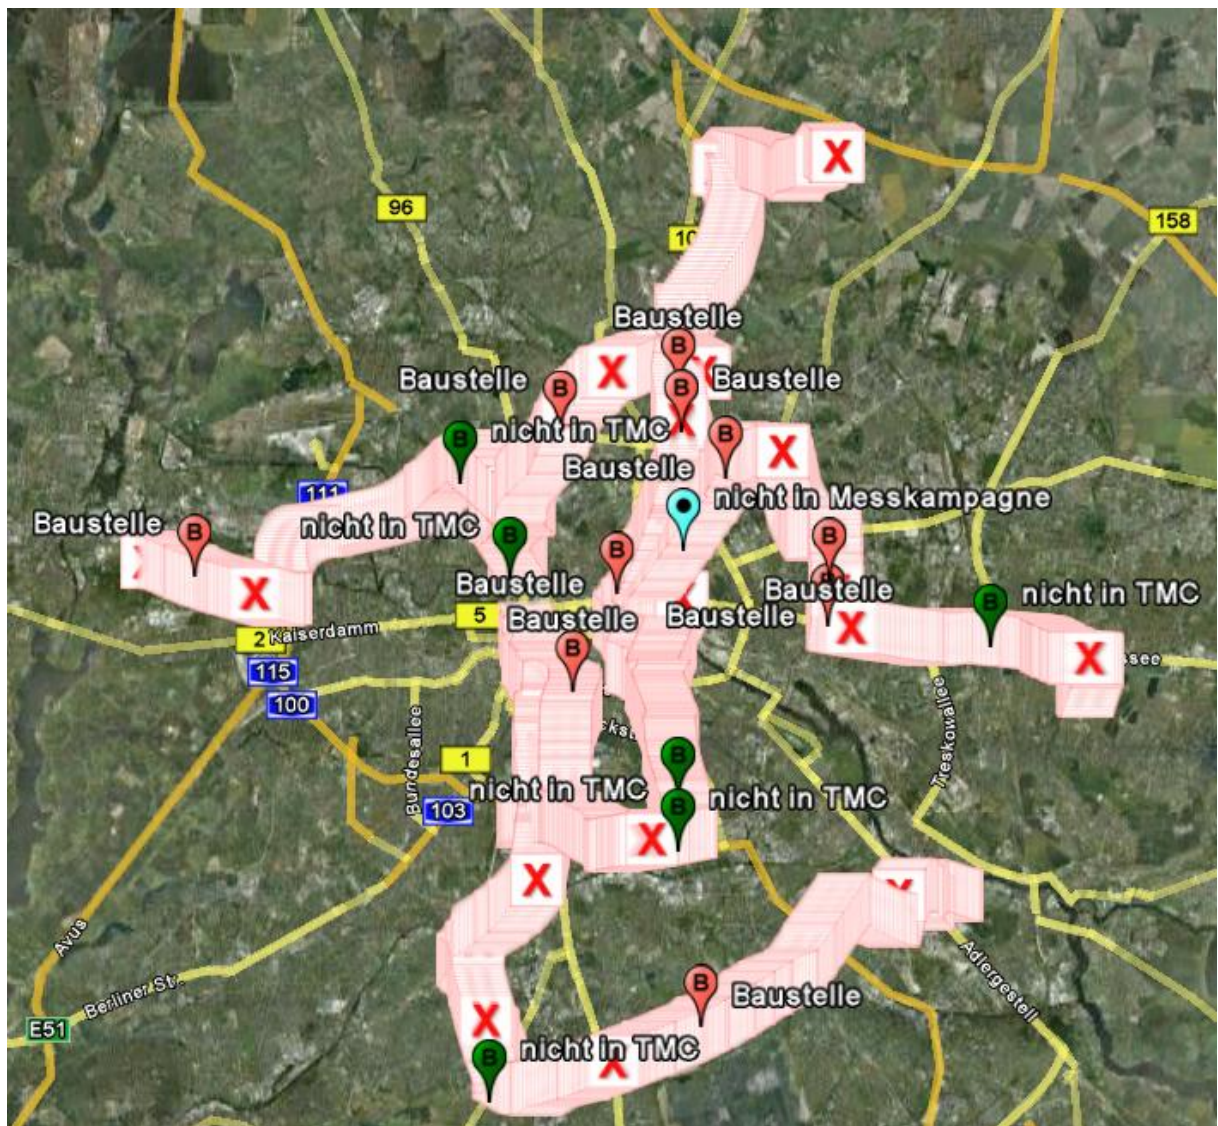 96
158
10
Baustelle
Baustelle
B
B
B
Baustelle
nicht in TMC
B
B
Baustelle
111
nicht in Messkampagne
Baustelle
B
nicht in TMC
B
B
B
Baustelle
Baustelle
B
nicht in TMC
5
Baustelle
Baustelle
2
Kaiserdamm
B
ssee
115
100
Treskowallee
Bundesallee
1
B
nicht in TMC
nicht in TMC
103
B
X
X
X
X
X
X
X
X
X
Avus
Adlergestell
Berliner Str.
B
Baustelle
E51
nicht in TMC
B